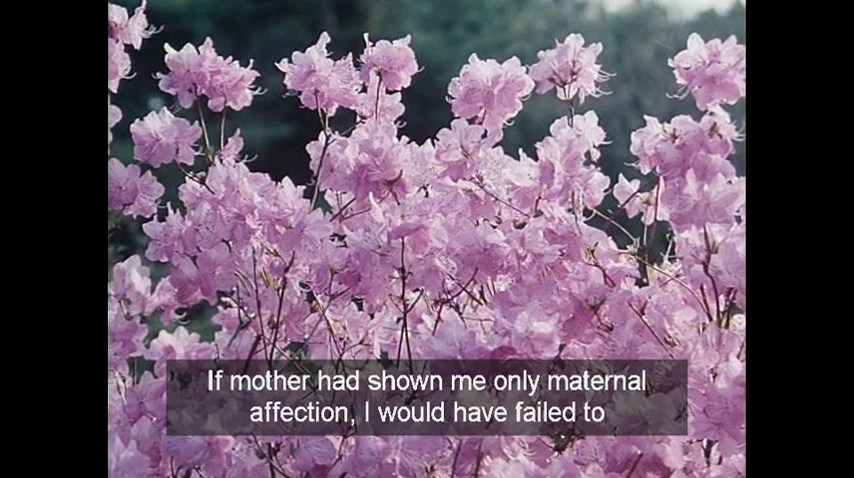 If mother had shown me only maternal
affection, I would have failed to